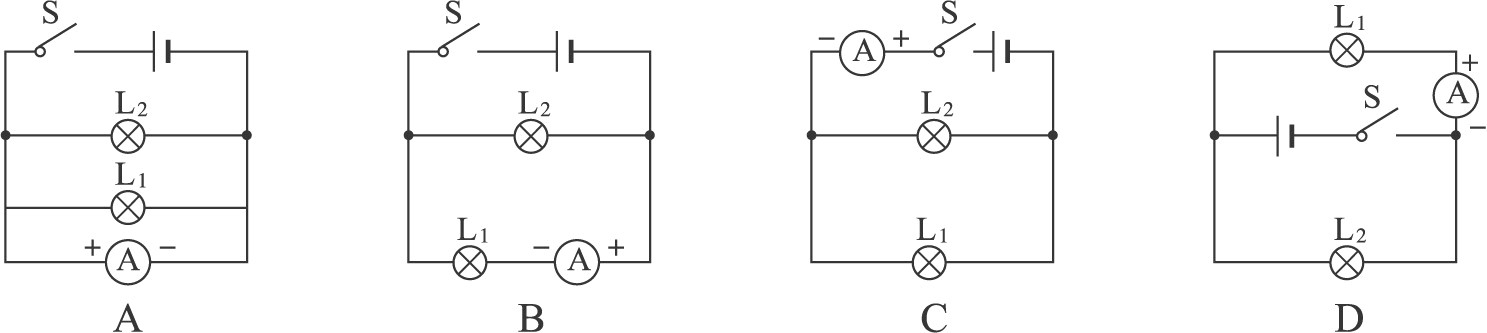 S
L₂
L₁
+ A −
A
S
L₂
L₁
− A +
B
− A +
S
L₂
L₁
C
L₁
+
A
−
S
L₂
D